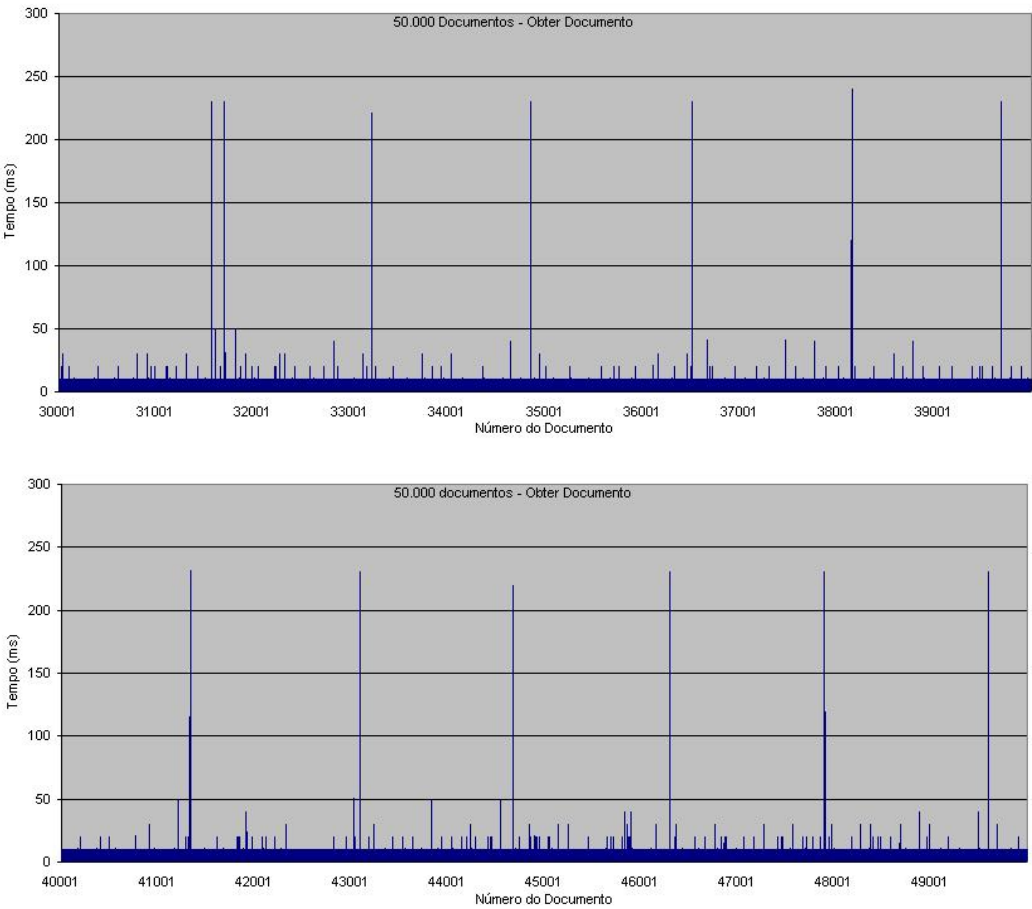 50.000 Documentos - Obter Documento
300
250
200
150
100
50
0
Tempo (ms)
30001 31001 32001 33001 34001 35001 36001 37001 38001 39001
Número do Documento
50.000 documentos - Obter Documento
300
250
200
150
100
50
0
Tempo (ms)
40001 41001 42001 43001 44001 45001 46001 47001 48001 49001
Número do Documento